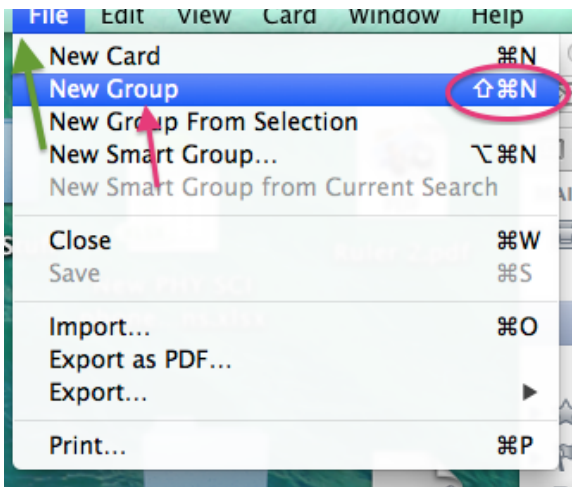 File Edit View Card Window Help
New Card ⌘N
New Group ⇧⌘N
New Group From Selection
New Smart Group... ⌥⌘N
New Smart Group from Current Search
Close ⌘W
Save ⌘S
Import... ⌘O
Export as PDF...
Export... ▶
Print... ⌘P